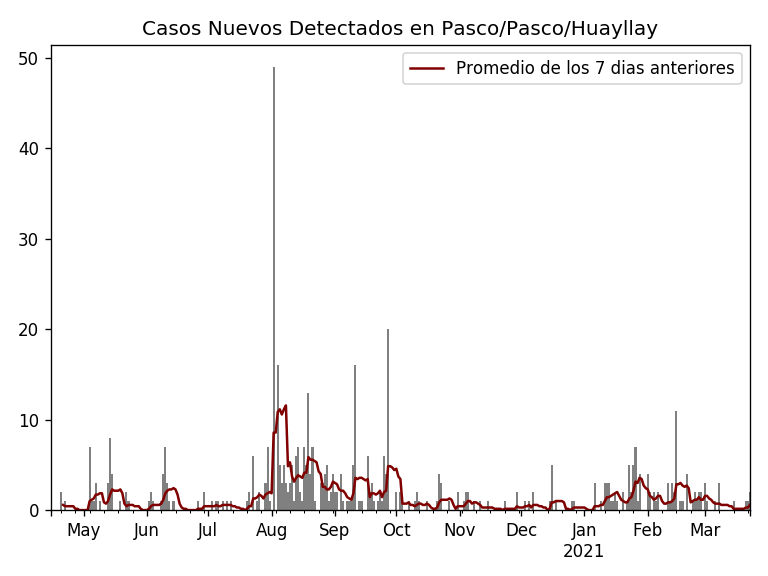 Casos Nuevos Detectados en Pasco/Pasco/Huayllay
Promedio de los 7 dias anteriores
50
40
30
20
10
0
May Jun Jul Aug Sep Oct Nov Dec Jan Feb Mar
2021